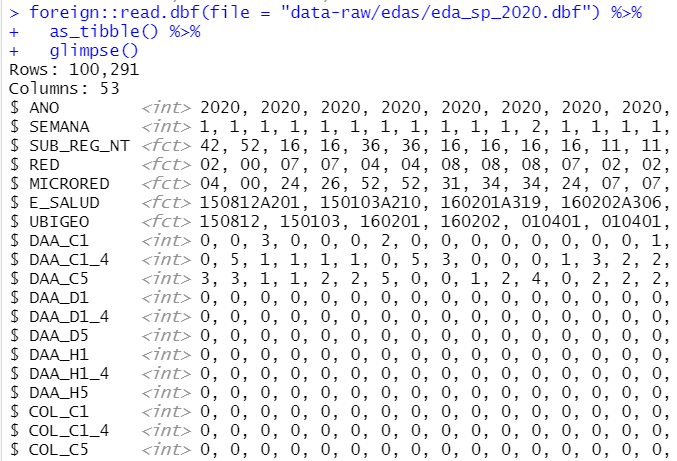 > foreign::read.dbf(file = "data-raw/edas/eda_sp_2020.dbf") %>%
+   as_tibble() %>%
+   glimpse()
Rows: 100,291
Columns: 53
$ ANO        <int> 2020, 2020, 2020, 2020, 2020, 2020, 2020, 2020,
$ SEMANA     <int> 1, 1, 1, 1, 1, 1, 1, 1, 1, 1, 1, 2, 1, 1, 1, 1,
$ SUB_REG_NT <fct> 42, 52, 16, 16, 36, 36, 16, 16, 16, 16, 11, 11,
$ RED        <fct> 02, 00, 07, 07, 04, 04, 08, 08, 08, 07, 02, 02,
$ MICRORED   <fct> 04, 00, 24, 26, 52, 52, 31, 34, 34, 24, 07, 07,
$ E_SALUD    <fct> 150812A201, 150103A210, 160201A319, 160202A306,
$ UBIGEO     <fct> 150812, 150103, 160201, 160202, 010401, 010401,
$ DAA_C1     <int> 0, 0, 3, 0, 0, 0, 2, 0, 0, 0, 0, 0, 0, 0, 0, 1,
$ DAA_C1_4   <int> 0, 5, 1, 1, 1, 1, 0, 5, 3, 0, 0, 0, 1, 3, 2, 2,
$ DAA_C5     <int> 3, 3, 1, 1, 2, 2, 5, 0, 0, 1, 2, 4, 0, 2, 2, 2,
$ DAA_D1     <int> 0, 0, 0, 0, 0, 0, 0, 0, 0, 0, 0, 0, 0, 0, 0, 0,
$ DAA_D1_4   <int> 0, 0, 0, 0, 0, 0, 0, 0, 0, 0, 0, 0, 0, 0, 0, 0,
$ DAA_D5     <int> 0, 0, 0, 0, 0, 0, 0, 0, 0, 0, 0, 0, 0, 0, 0, 0,
$ DAA_H1     <int> 0, 0, 0, 0, 0, 0, 0, 0, 0, 0, 0, 0, 0, 0, 0, 0,
$ DAA_H1_4   <int> 0, 0, 0, 0, 0, 0, 0, 0, 0, 0, 0, 0, 0, 0, 0, 0,
$ DAA_H5     <int> 0, 0, 0, 0, 0, 0, 0, 0, 0, 0, 0, 0, 0, 0, 0, 0,
$ COL_C1     <int> 0, 0, 0, 0, 0, 0, 0, 0, 0, 0, 0, 0, 0, 0, 0, 0,
$ COL_C1_4   <int> 0, 0, 0, 0, 0, 0, 0, 0, 0, 0, 0, 0, 0, 0, 0, 0,
$ COL_C5     <int> 0, 0, 0, 0, 0, 0, 0, 0, 0, 0, 0, 0, 0, 0, 0, 0,